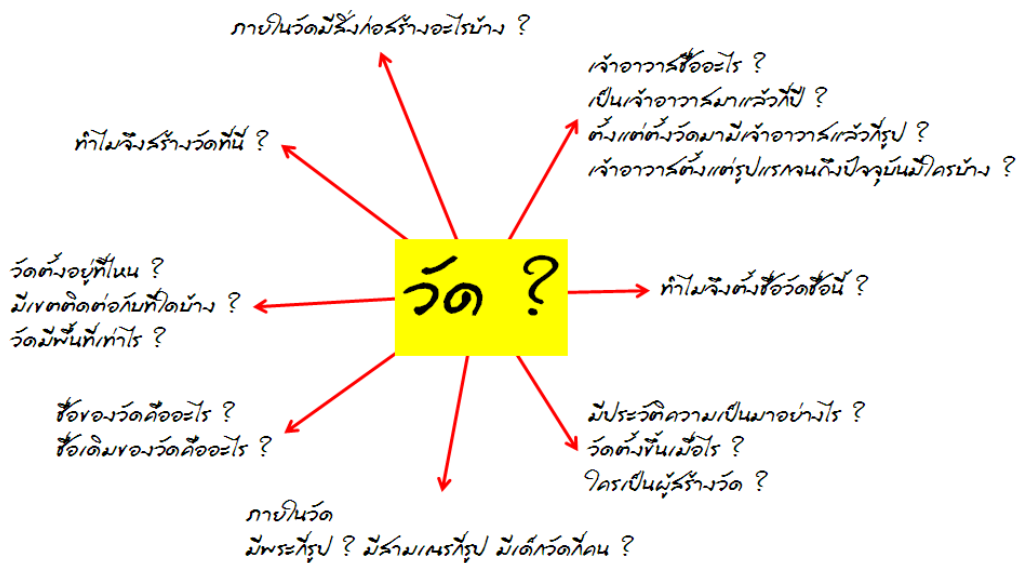 ภายในวัดมีสิ่งก่อสร้างอะไรบ้าง ?
เจ้าอาวาสชื่ออะไร ?
เป็นเจ้าอาวาสมาแล้วกี่ปี ?
ตั้งแต่ตั้งวัดมามีเจ้าอาวาสแล้วกี่รูป ?
เจ้าอาวาสตั้งแต่รูปแรกจนถึงปัจจุบันมีใครบ้าง ?
ทำไมจึงสร้างวัดที่นี่ ?
วัด ?
วัดตั้งอยู่ที่ไหน ?
มีเขตติดต่อกับที่ใดบ้าง ?
วัดมีพื้นที่เท่าไร ?
ทำไมจึงตั้งชื่อวัดชื่อนี้ ?
ชื่อของวัดคืออะไร ?
ชื่อเดิมของวัดคืออะไร ?
มีประวัติความเป็นมาอย่างไร ?
วัดตั้งขึ้นเมื่อไร ?
ใครเป็นผู้สร้างวัด ?
ภายในวัด
มีพระกี่รูป ? มีสามเณรกี่รูป มีเด็กวัดกี่คน ?